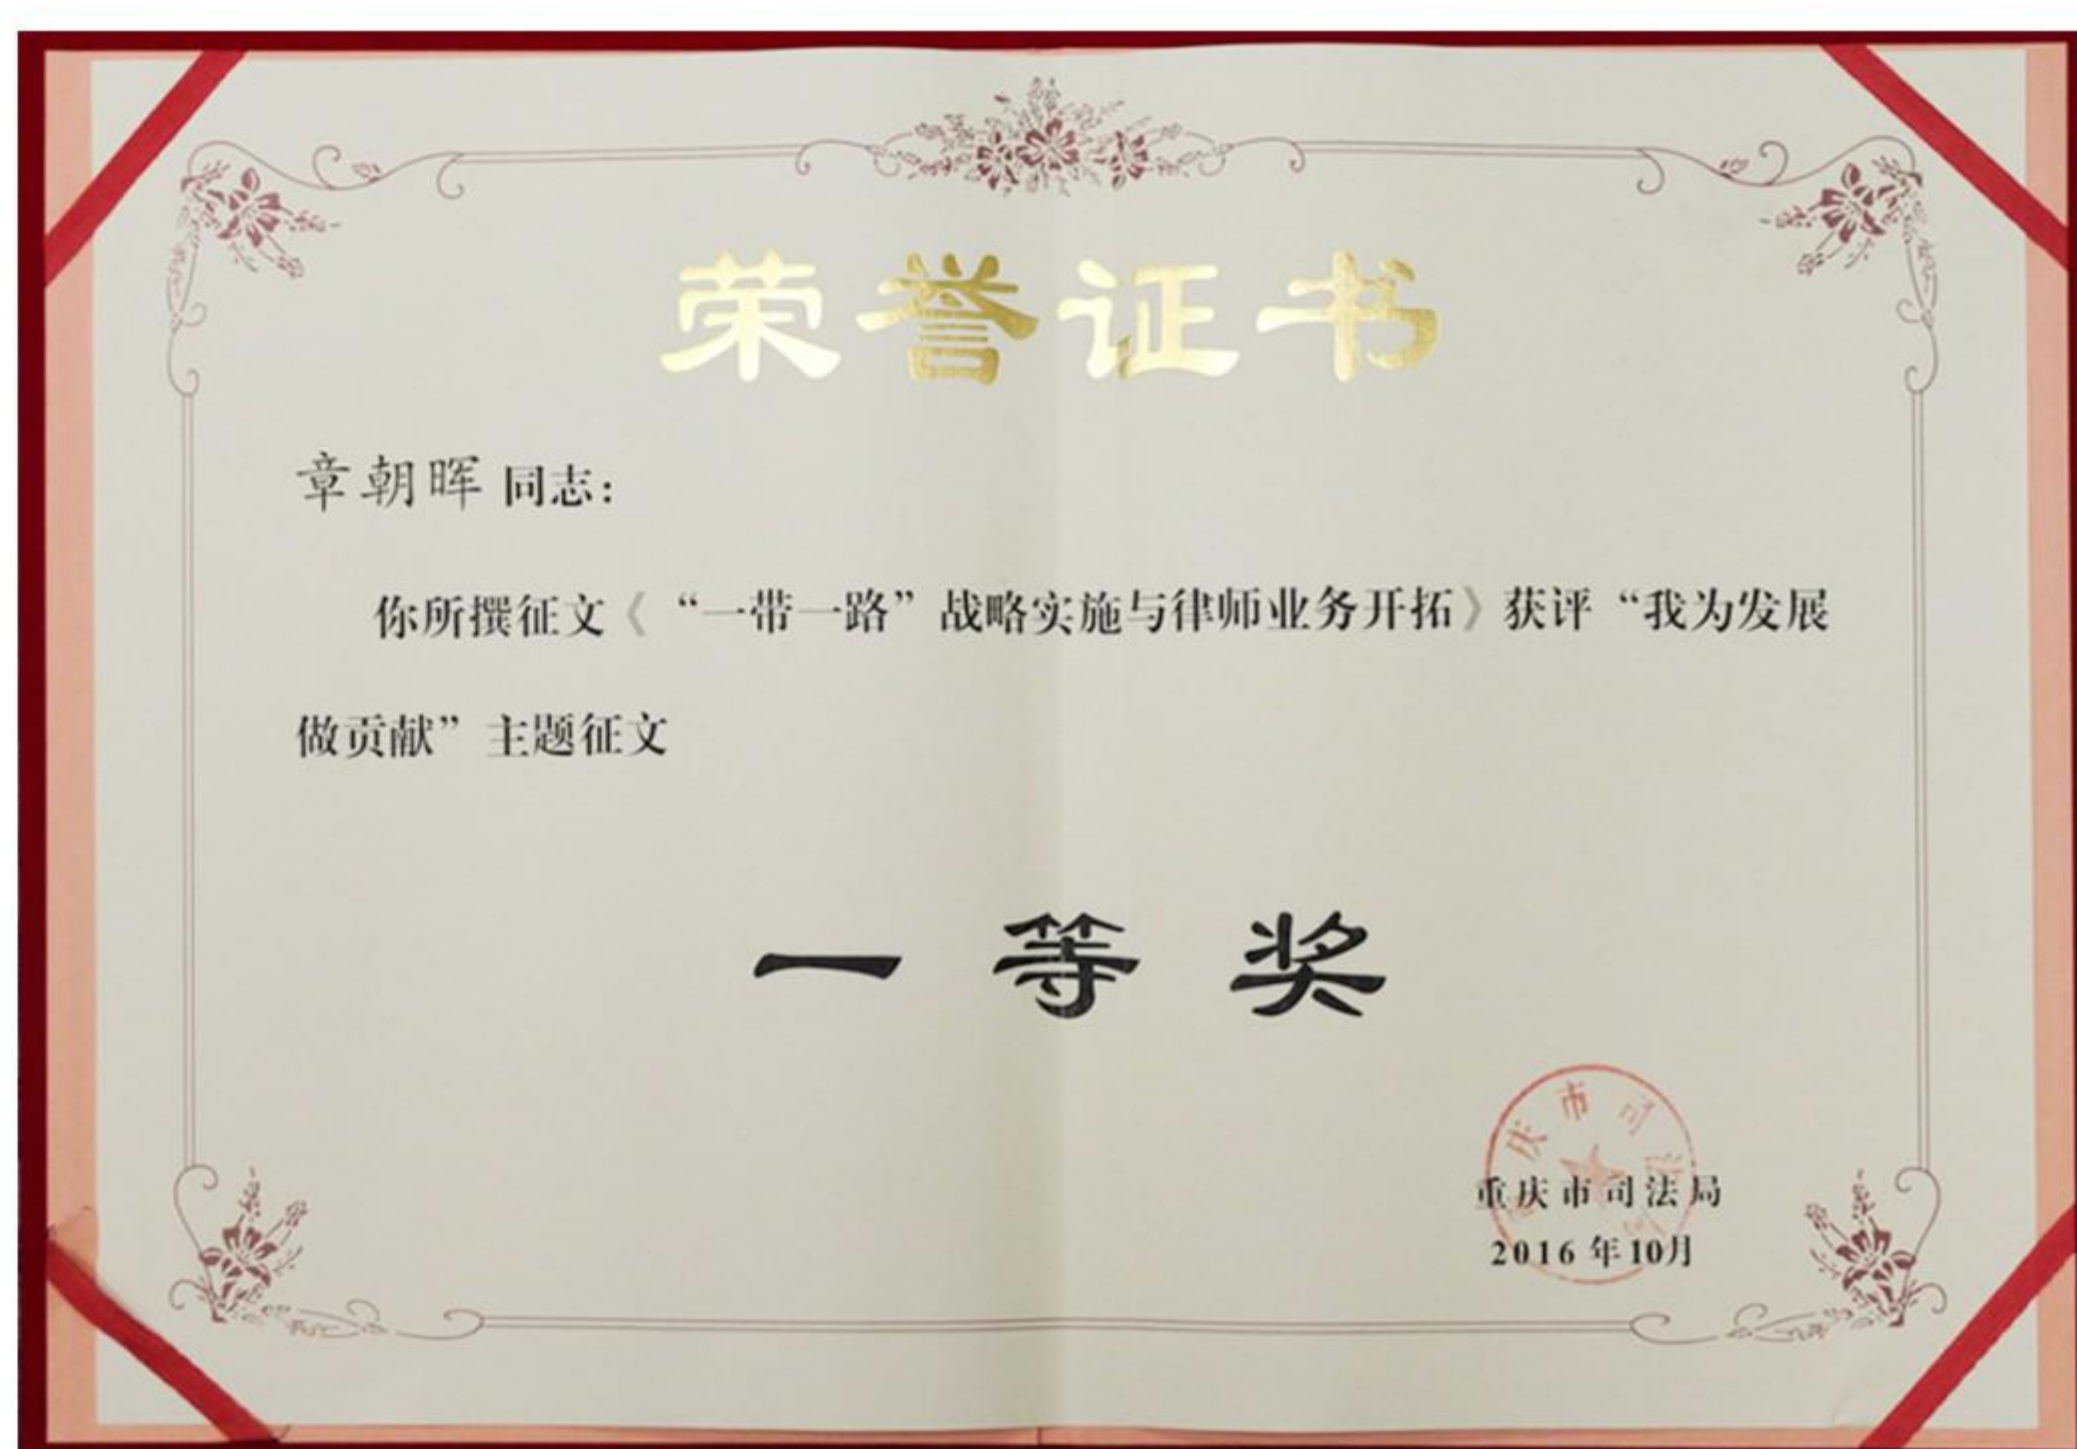 荣誉证书
章朝晖 同志：
你所撰征文《“一带一路”战略实施与律师业务开拓》获评“我为发展
做贡献”主题征文
一等奖
重庆市司法局
2016年10月